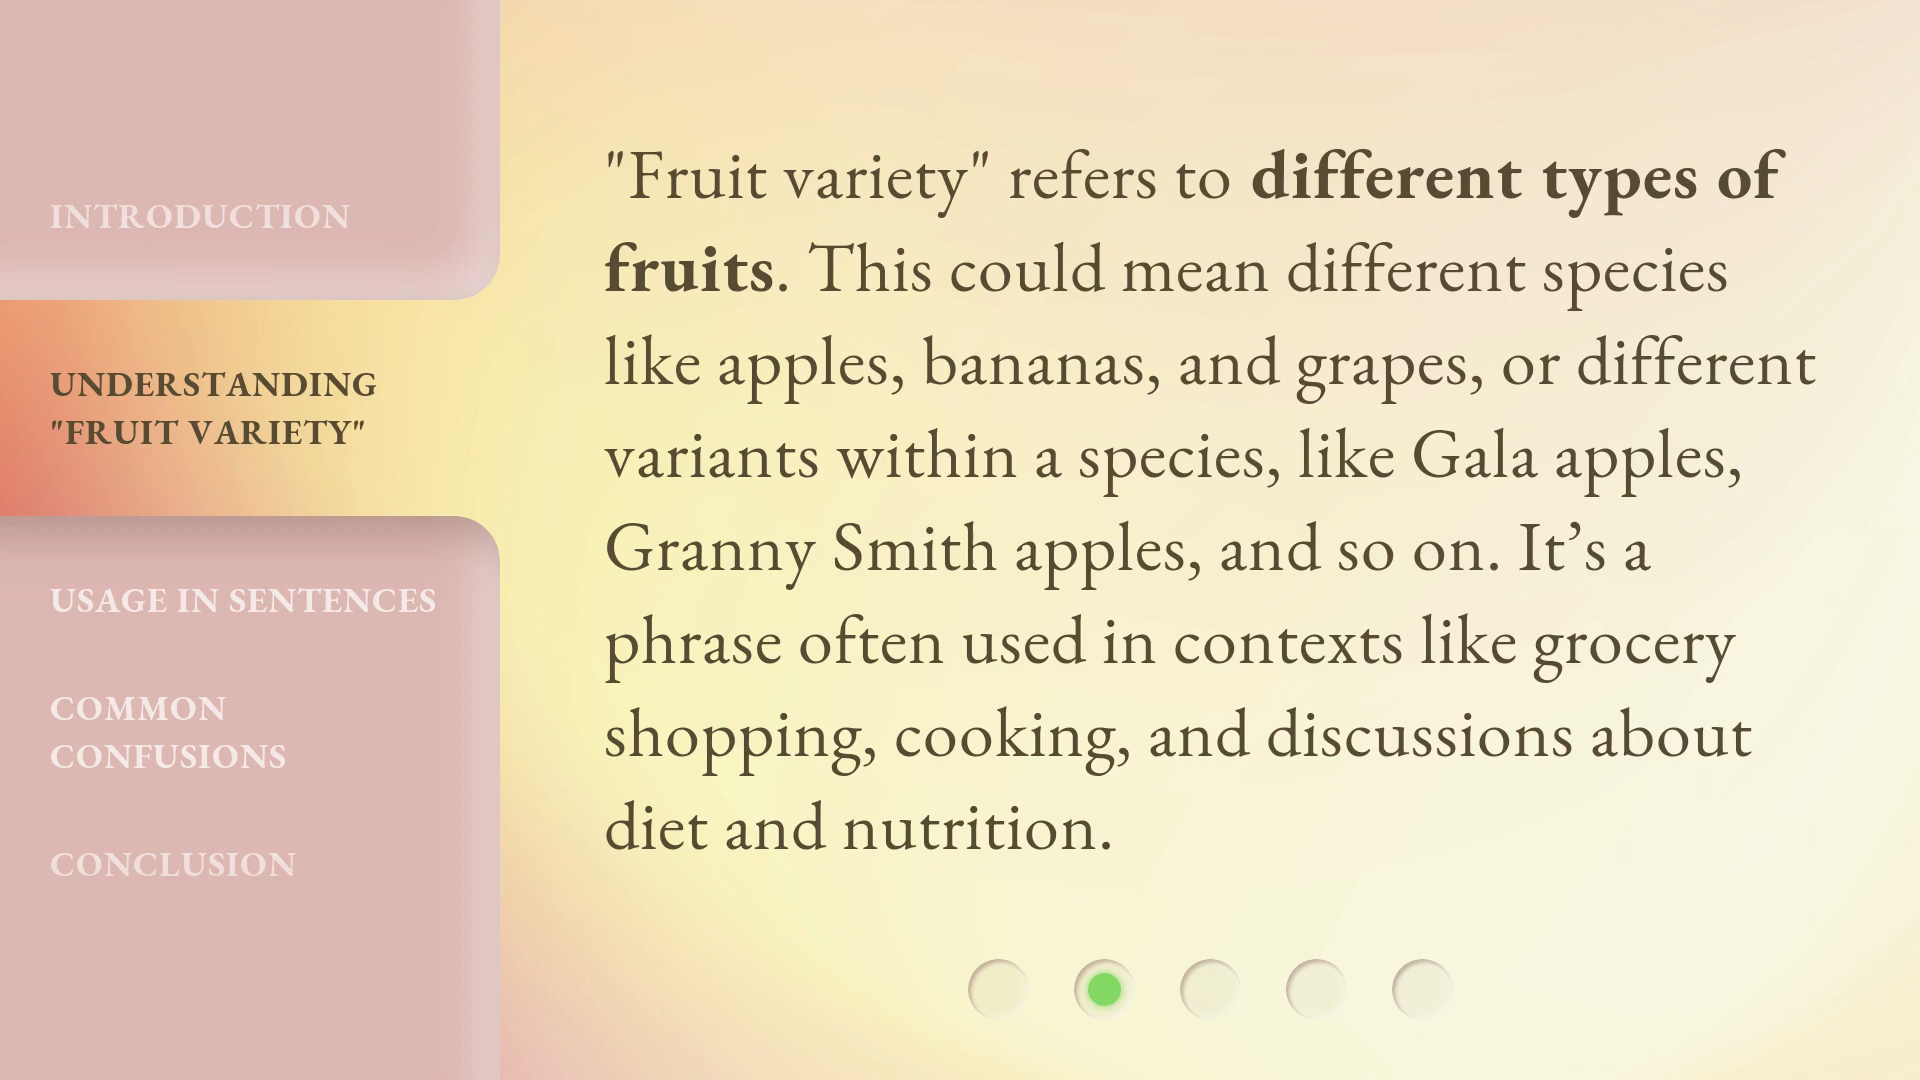 INTRODUCTION
UNDERSTANDING
"FRUIT VARIETY"
USAGE IN SENTENCES
COMMON
CONFUSIONS
CONCLUSION
"Fruit variety" refers to different types of
fruits. This could mean different species
like apples, bananas, and grapes, or different
variants within a species, like Gala apples,
Granny Smith apples, and so on. It’s a
phrase often used in contexts like grocery
shopping, cooking, and discussions about
diet and nutrition.